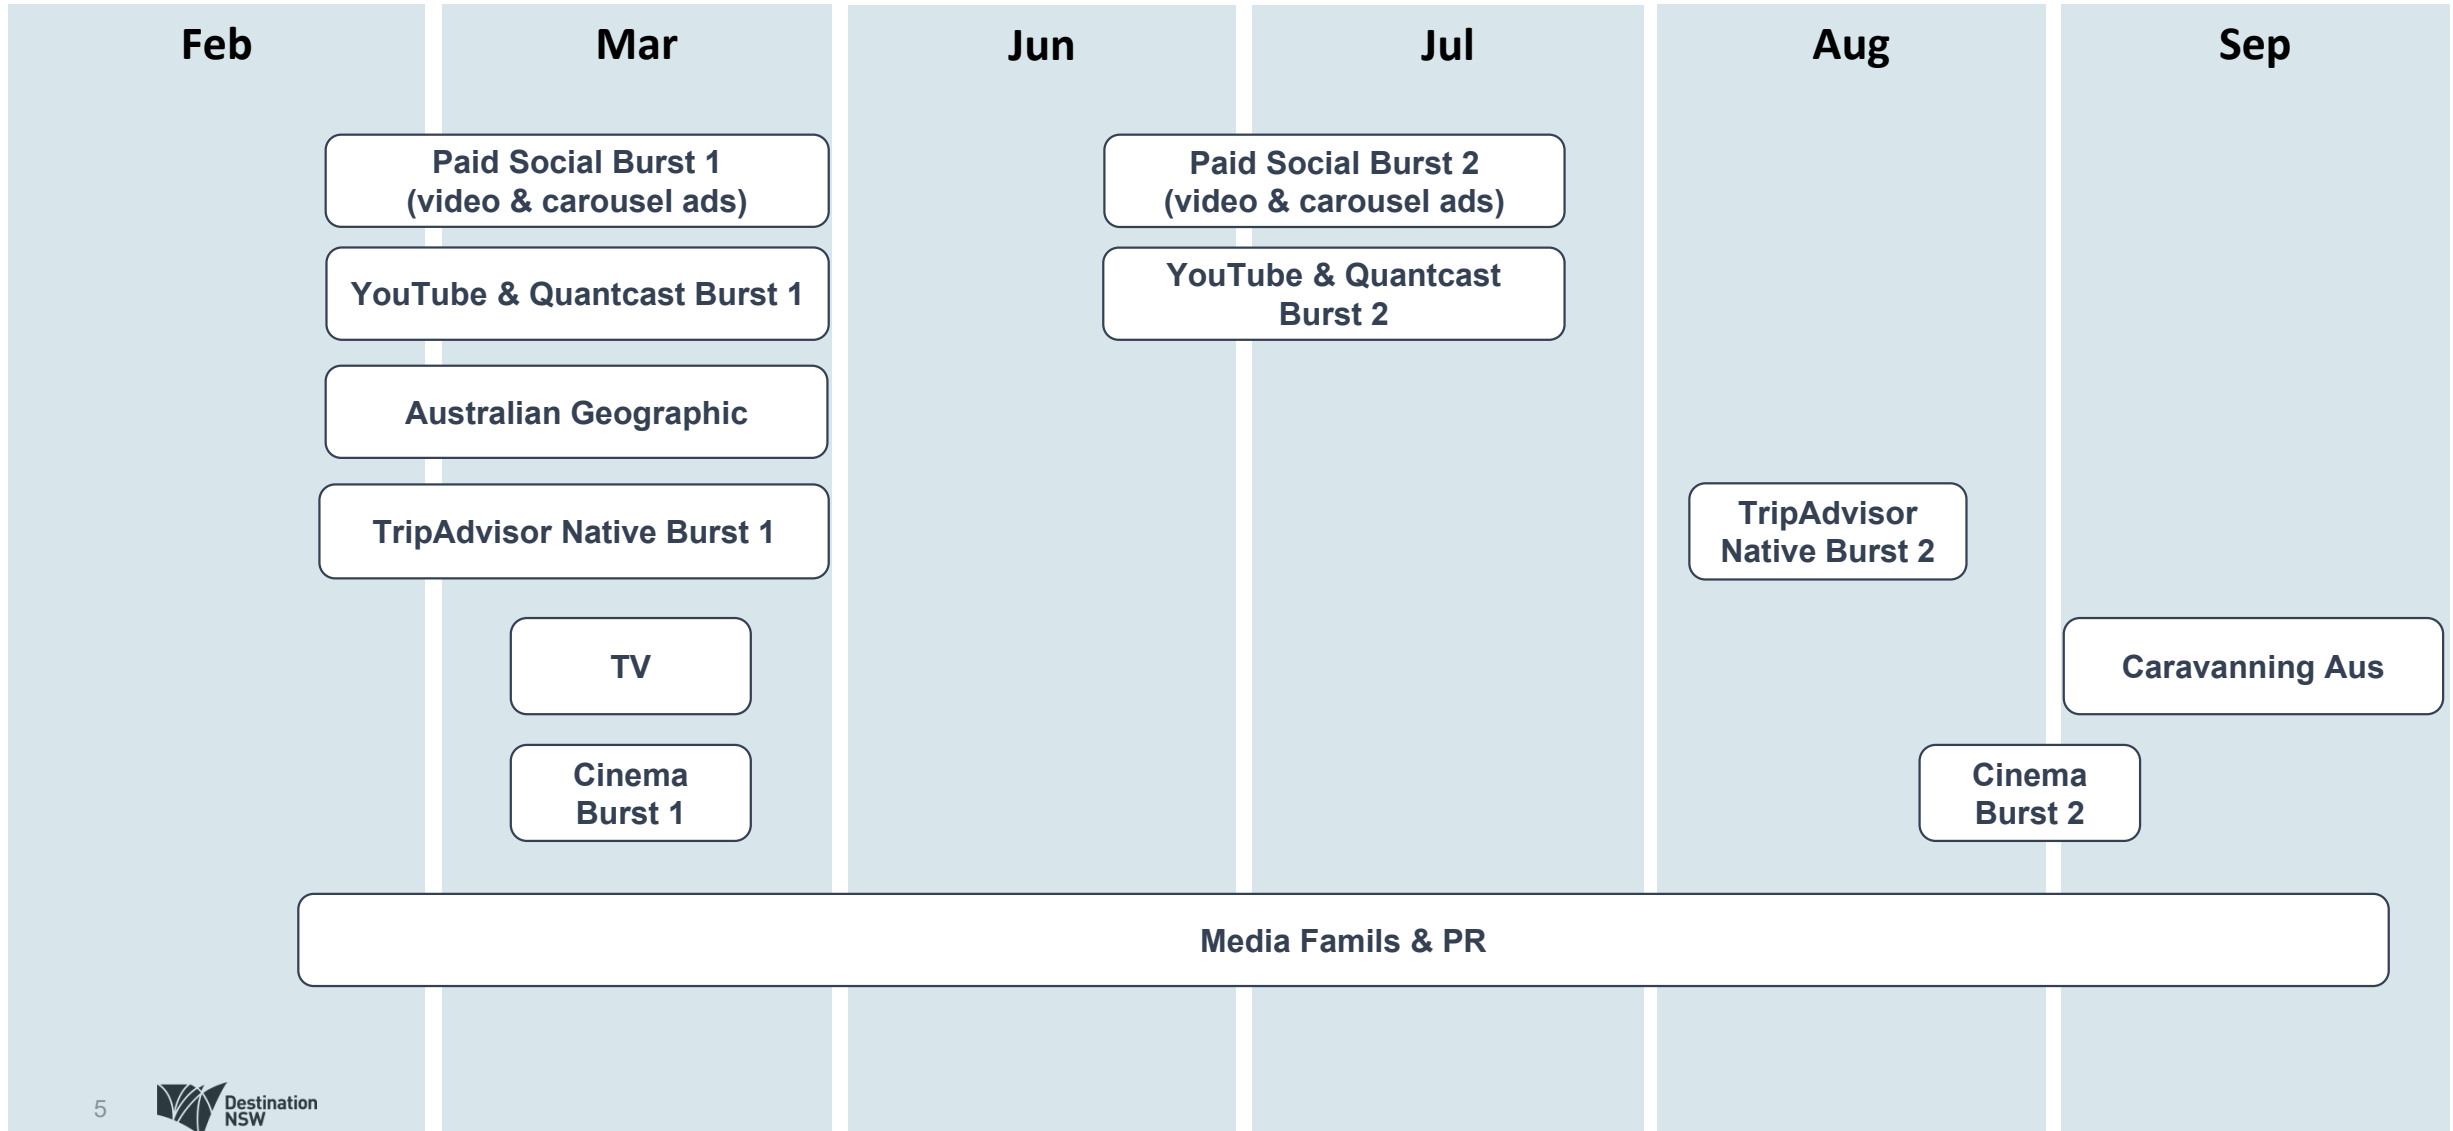 Feb
Mar
Jun
Jul
Aug
Sep
Paid Social Burst 1
(video & carousel ads)
Paid Social Burst 2
(video & carousel ads)
YouTube & Quantcast Burst 1
YouTube & Quantcast
Burst 2
Australian Geographic
TripAdvisor Native Burst 1
TripAdvisor
Native Burst 2
TV
Caravanning Aus
Cinema
Burst 1
Cinema
Burst 2
Media Famils & PR
5
Destination
NSW